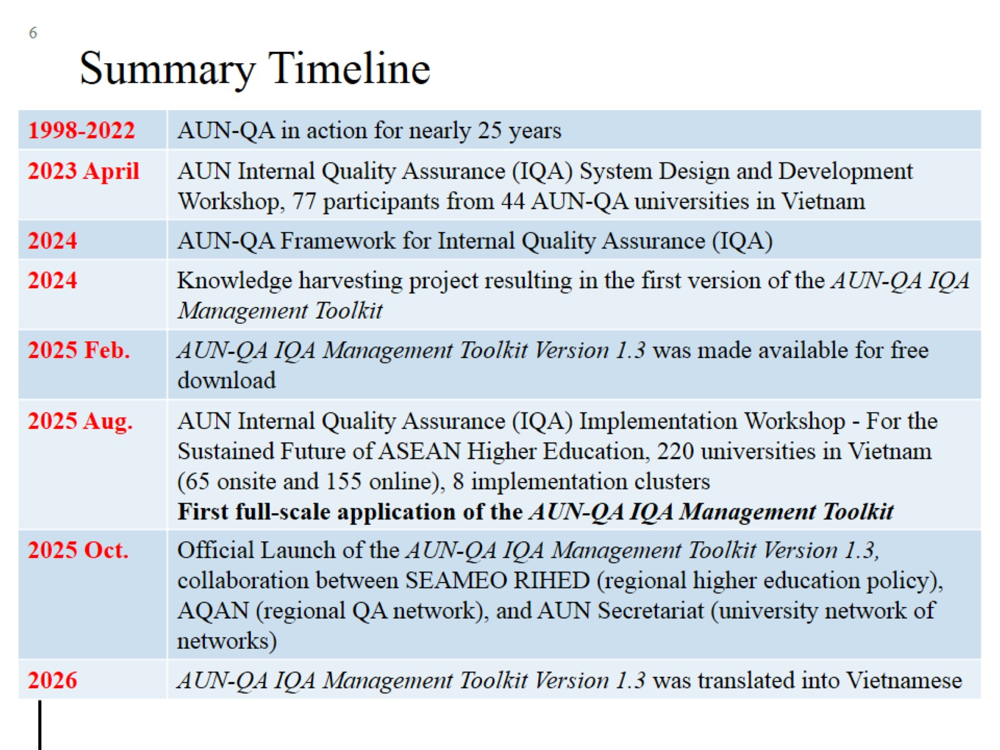 6
Summary Timeline
1998-2022
AUN-QA in action for nearly 25 years
2023 April
AUN Internal Quality Assurance (IQA) System Design and Development
Workshop, 77 participants from 44 AUN-QA universities in Vietnam
2024
AUN-QA Framework for Internal Quality Assurance (IQA)
2024
Knowledge harvesting project resulting in the first version of the AUN-QA IQA
Management Toolkit
2025 Feb.
AUN-QA IQA Management Toolkit Version 1.3 was made available for free
download
2025 Aug.
AUN Internal Quality Assurance (IQA) Implementation Workshop - For the
Sustained Future of ASEAN Higher Education, 220 universities in Vietnam
(65 onsite and 155 online), 8 implementation clusters
First full-scale application of the AUN-QA IQA Management Toolkit
2025 Oct.
Official Launch of the AUN-QA IQA Management Toolkit Version 1.3,
collaboration between SEAMEO RIHED (regional higher education policy),
AQAN (regional QA network), and AUN Secretariat (university network of
networks)
2026
AUN-QA IQA Management Toolkit Version 1.3 was translated into Vietnamese